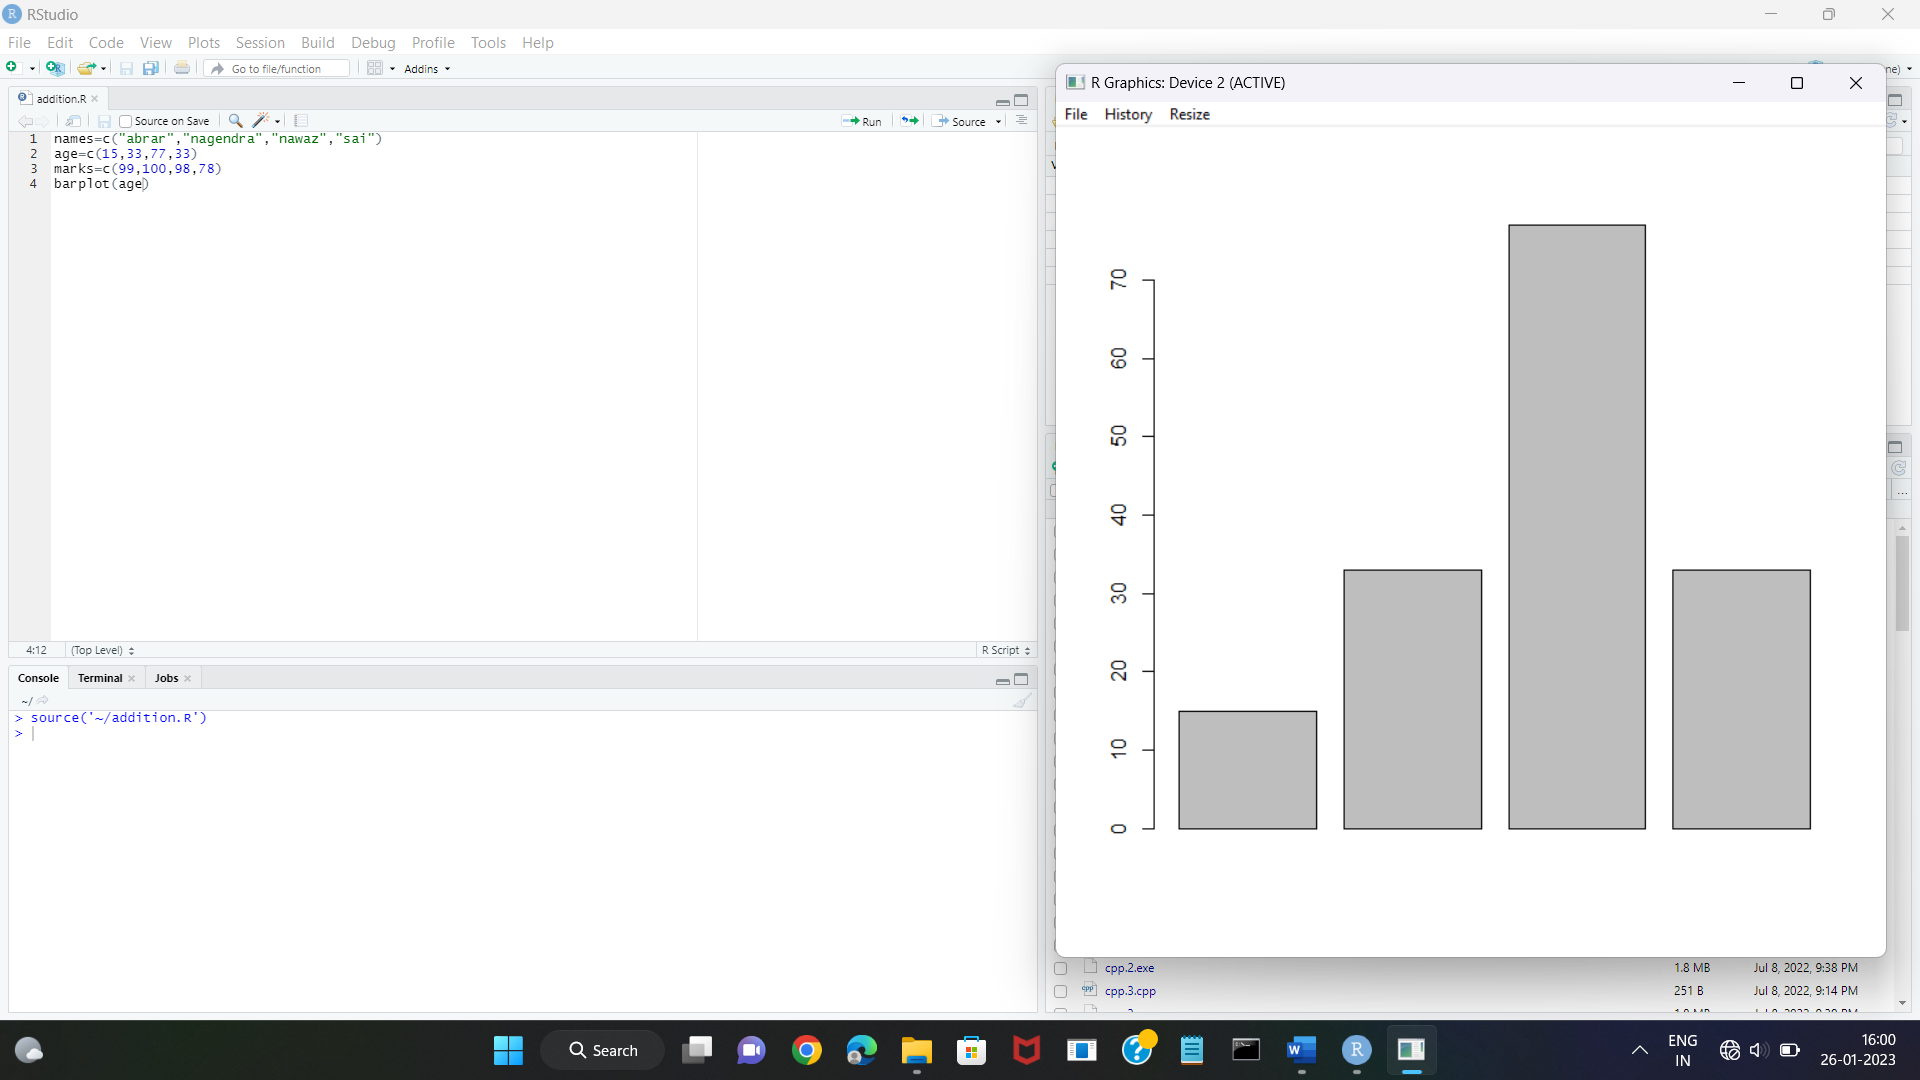 RStudio
File Edit Code View Plots Session Build Debug Profile Tools Help
Go to file/function Addins
addition.R
Source on Save Run Source
1 names=c("abrar","nagendra","nawaz","sai")
2 age=c(15,33,77,33)
3 marks=c(99,100,98,78)
4 barplot(age)
4:12 (Top Level) R Script
Console Terminal Jobs
~/
> source('~/addition.R')
>
R Graphics: Device 2 (ACTIVE)
File History Resize
70
60
50
40
30
20
10
0
cpp.2.exe 1.8 MB Jul 8, 2022, 9:38 PM
cpp.3.cpp 251 B Jul 8, 2022, 9:14 PM
Search
ENG
IN
16:00
26-01-2023